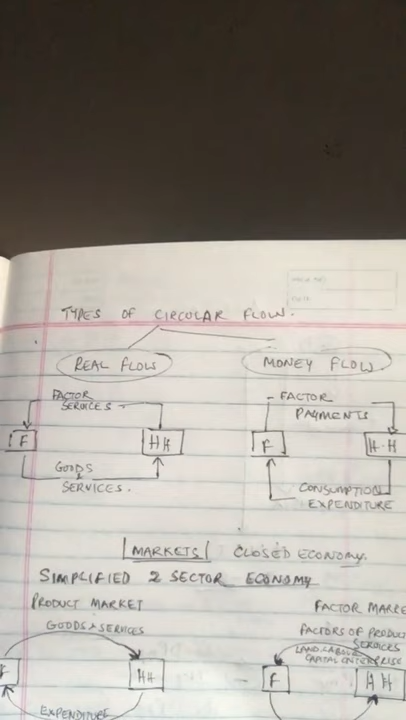 TYPES OF CIRCULAR FLOW.
REAL FLOW
MONEY FLOW
FACTOR
SERVICES
FACTOR
PAYMENTS
F
HH
F
H.H
GOODS
&
SERVICES.
CONSUMPTION
EXPENDITURE
MARKETS CLOSED ECONOMY.
SIMPLIFIED 2 SECTOR ECONOMY
PRODUCT MARKET
FACTOR MARKE
GOODS & SERVICES
FACTORS OF PRODUC
SERVICES
LAND LABOUR
CAPITAL ENTERPRISE
F
HH
F
HH
EXPENDITURE